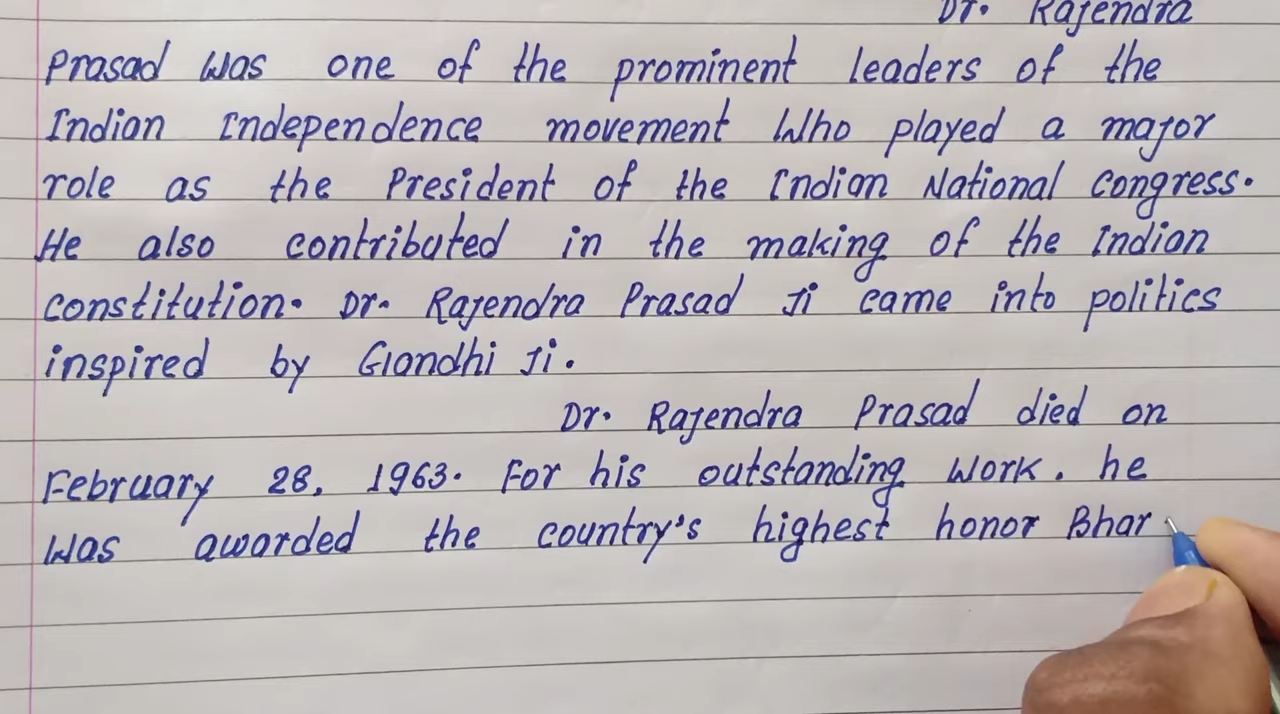 Dr. Rajendra
Prasad was one of the prominent leaders of the
Indian Independence movement who played a major
role as the President of the Indian National congress.
He also contributed in the making of the Indian
constitution. Dr. Rajendra Prasad Ji came into politics
inspired by Gandhi Ji.
Dr. Rajendra Prasad died on
February 28, 1963. For his outstanding work. he
was awarded the country's highest honor Bhar